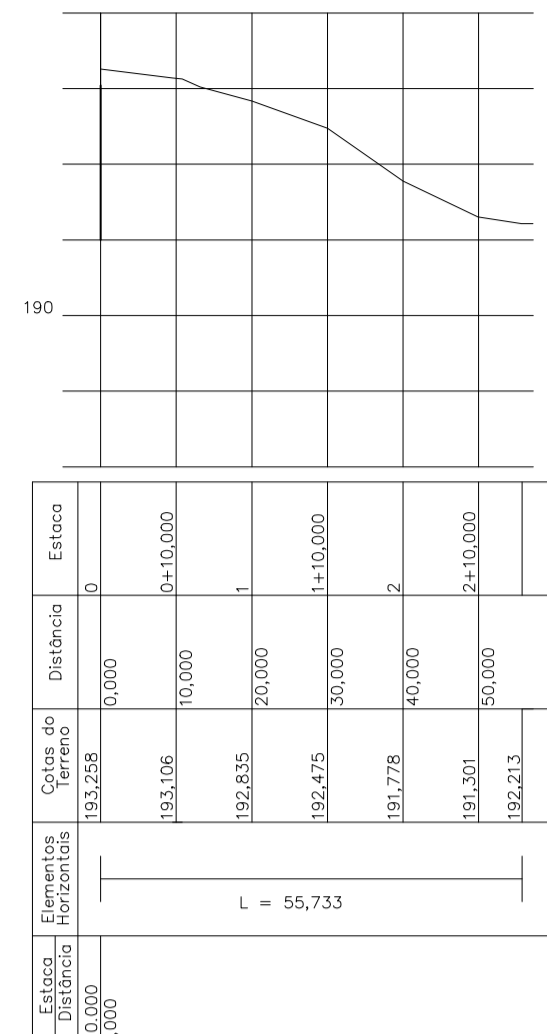 190
Estaca
0
0+10,000
1
1+10,000
2
2+10,000
Distância
0,000
10,000
20,000
30,000
40,000
50,000
Cotas do
Terreno
193,258
193,106
192,835
192,475
191,778
191,301
192,213
Elementos
Horizontais
L = 55,733
Estaca
Distância
0.000
,000